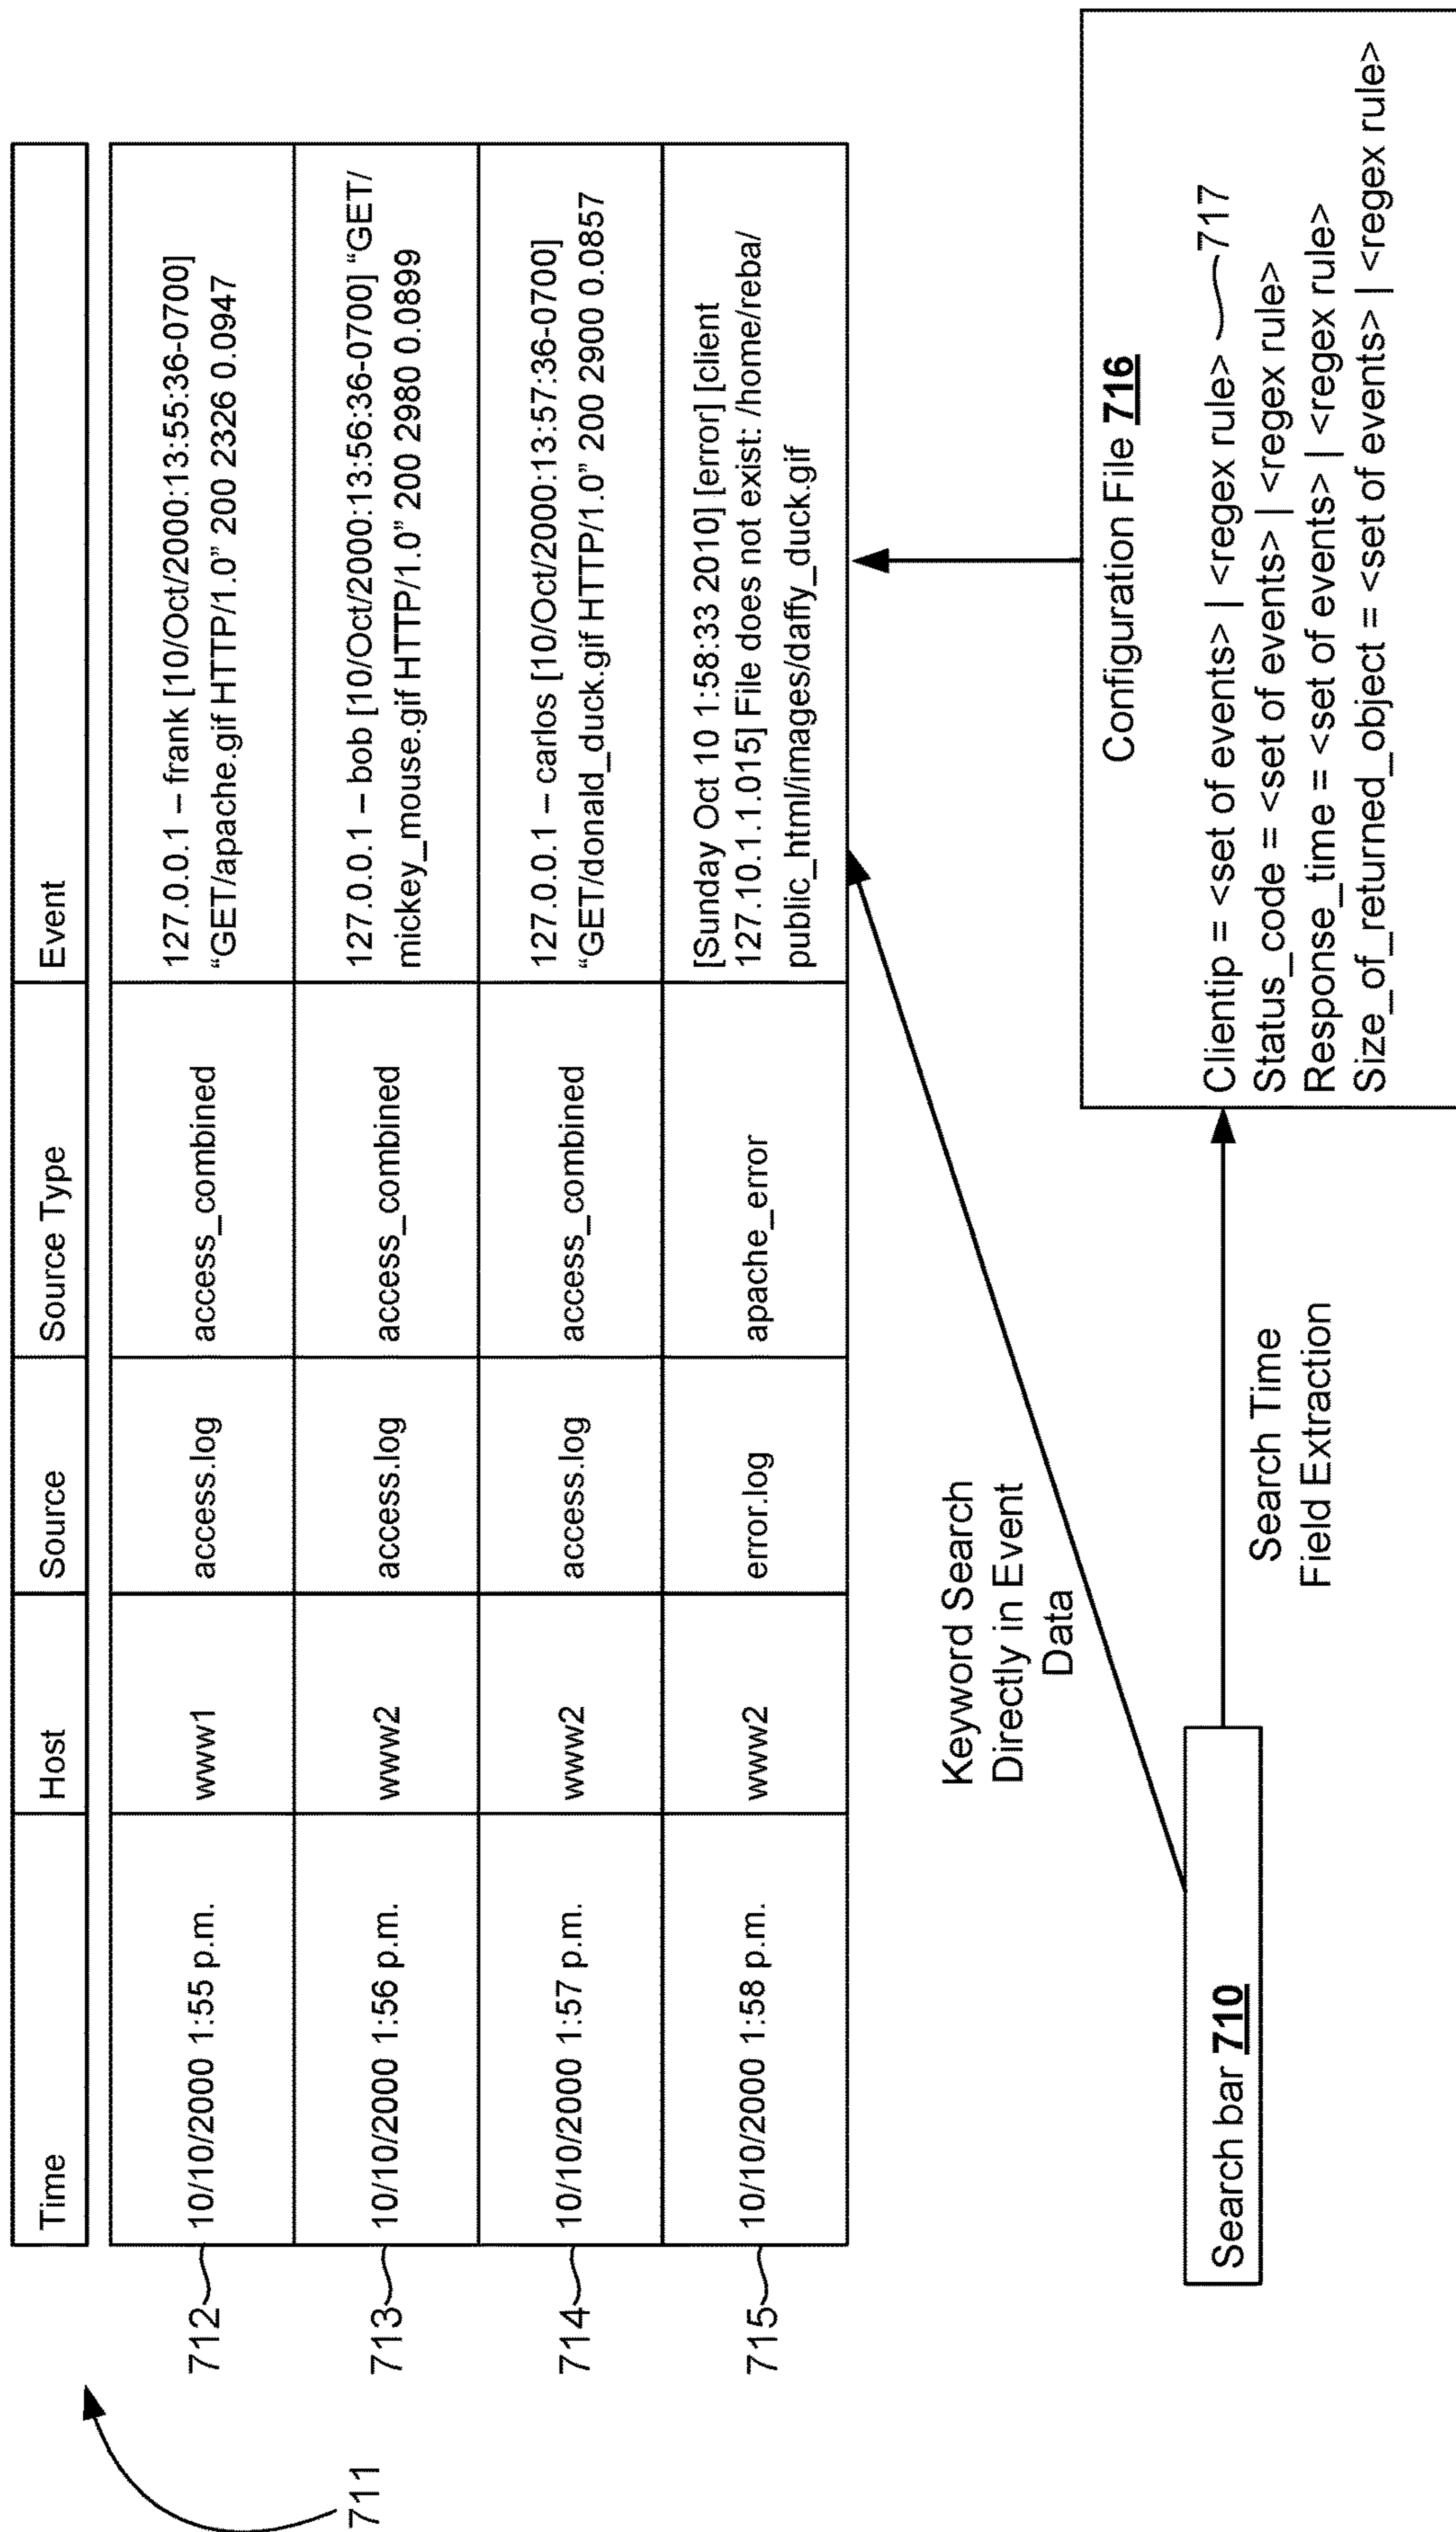 711
Time Host Source Source Type Event
712 10/10/2000 1:55 p.m. www1 access.log access_combined 127.0.0.1 – frank [10/Oct/2000:13:55:36-0700]
“GET/apache.gif HTTP/1.0” 200 2326 0.0947
713 10/10/2000 1:56 p.m. www2 access.log access_combined 127.0.0.1 – bob [10/Oct/2000:13:56:36-0700] “GET/
mickey_mouse.gif HTTP/1.0” 200 2980 0.0899
714 10/10/2000 1:57 p.m. www2 access.log access_combined 127.0.0.1 – carlos [10/Oct/2000:13:57:36-0700]
“GET/donald_duck.gif HTTP/1.0” 200 2900 0.0857
715 10/10/2000 1:58 p.m. www2 error.log apache_error [Sunday Oct 10 1:58:33 2010] [error] [client
127.10.1.1.015] File does not exist: /home/reba/
public_html/images/daffy_duck.gif
Keyword Search
Directly in Event
Data
Search bar 710
Search Time
Field Extraction
Configuration File 716
Clientip = <set of events> | <regex rule> 717
Status_code = <set of events> | <regex rule>
Response_time = <set of events> | <regex rule>
Size_of_returned_object = <set of events> | <regex rule>